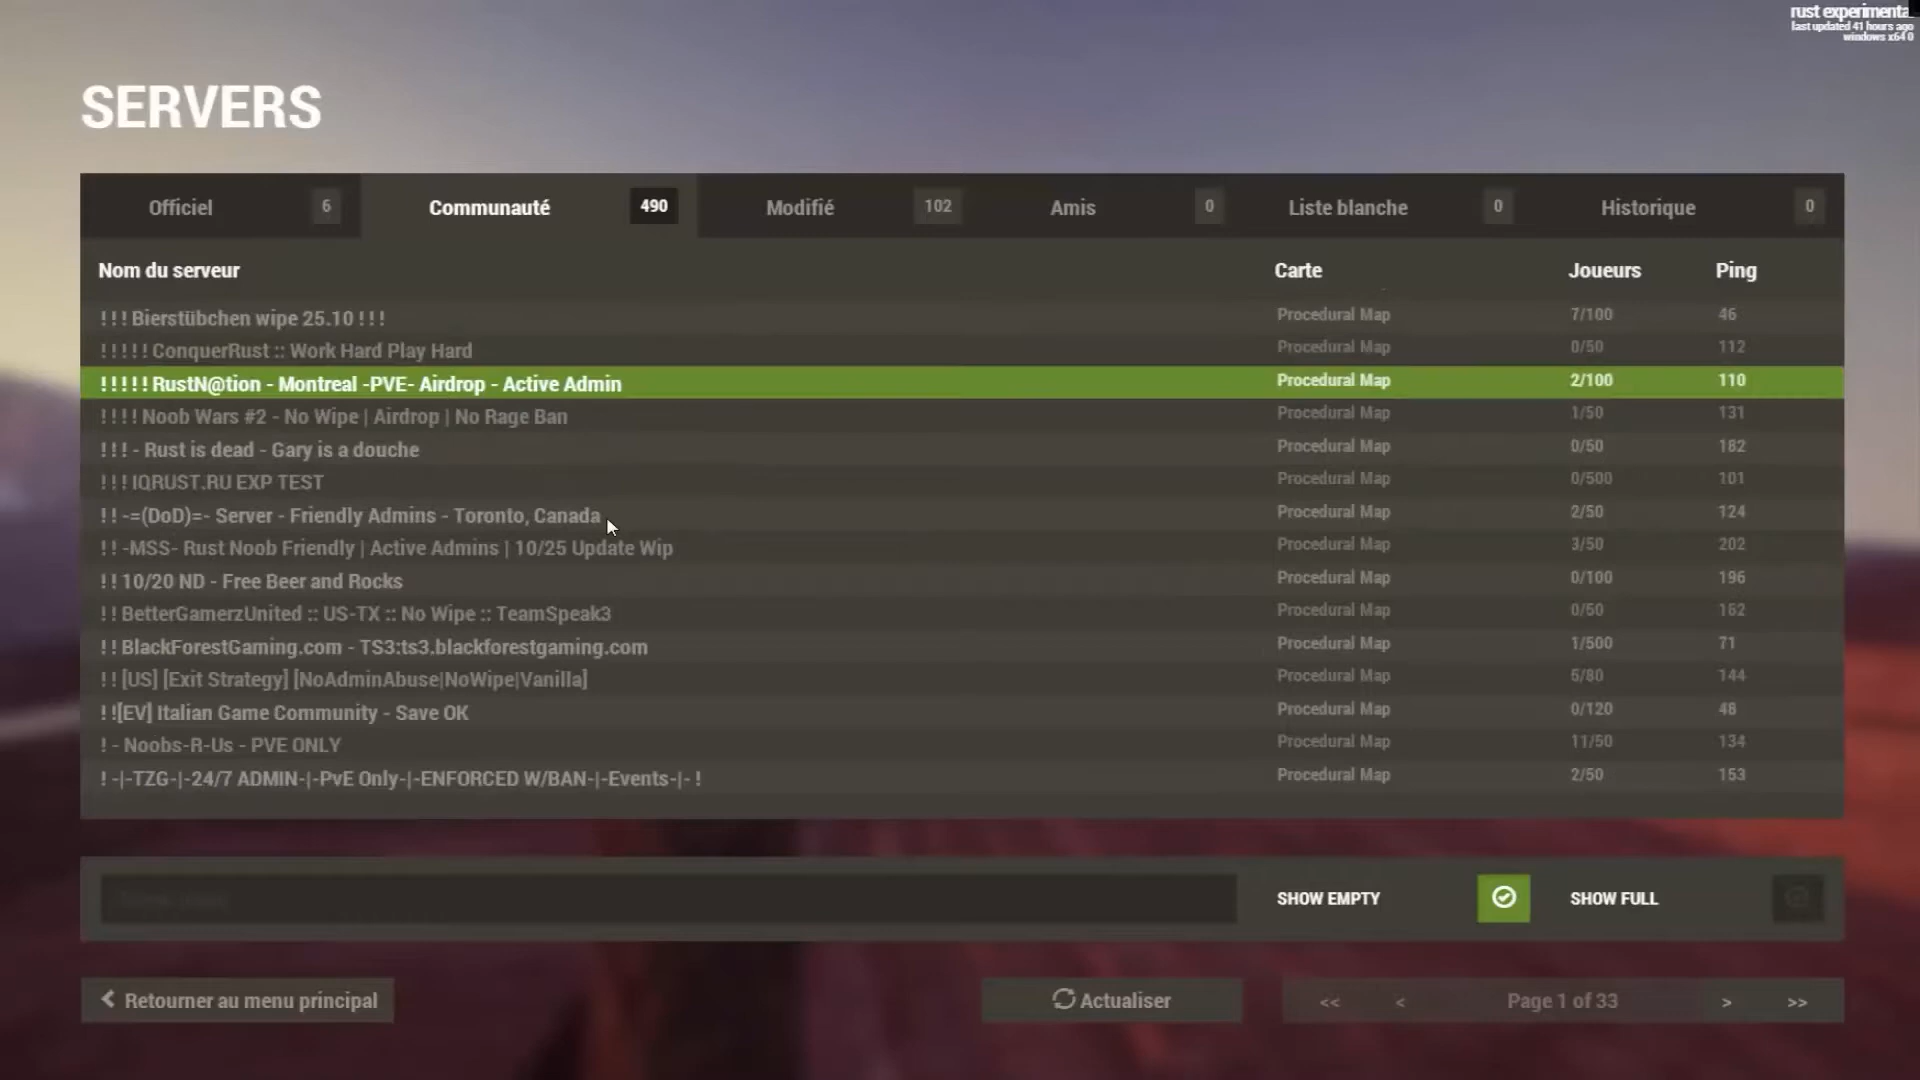 rust experimenta
last updated 41 hours ago
windows x64 0
SERVERS
Officiel 6 Communauté 490 Modifié 102 Amis 0 Liste blanche 0 Historique 0
Nom du serveur Carte Joueurs Ping
! ! ! Bierstübchen wipe 25.10 ! ! ! Procedural Map 7/100 46
! ! ! ! ! ConquerRust :: Work Hard Play Hard Procedural Map 0/50 112
! ! ! ! ! RustN@tion - Montreal -PVE- Airdrop - Active Admin Procedural Map 2/100 110
! ! ! ! Noob Wars #2 - No Wipe | Airdrop | No Rage Ban Procedural Map 1/50 131
! ! ! - Rust is dead - Gary is a douche Procedural Map 0/50 182
! ! ! IQRUST.RU EXP TEST Procedural Map 0/500 101
! ! -=(DoD)=- Server - Friendly Admins - Toronto, Canada Procedural Map 2/50 124
! ! -MSS- Rust Noob Friendly | Active Admins | 10/25 Update Wip Procedural Map 3/50 202
! ! 10/20 ND - Free Beer and Rocks Procedural Map 0/100 196
! ! BetterGamerzUnited :: US-TX :: No Wipe :: TeamSpeak3 Procedural Map 0/50 162
! ! BlackForestGaming.com - TS3:ts3.blackforestgaming.com Procedural Map 1/500 71
! ! [US] [Exit Strategy] [NoAdminAbuse|NoWipe|Vanilla] Procedural Map 5/80 144
! ![EV] Italian Game Community - Save OK Procedural Map 0/120 48
! - Noobs-R-Us - PVE ONLY Procedural Map 11/50 134
! -|-TZG-|-24/7 ADMIN-|-PvE Only-|-ENFORCED W/BAN-|-Events-|- ! Procedural Map 2/50 153
SHOW EMPTY SHOW FULL
< Retourner au menu principal Actualiser << < Page 1 of 33 > >>